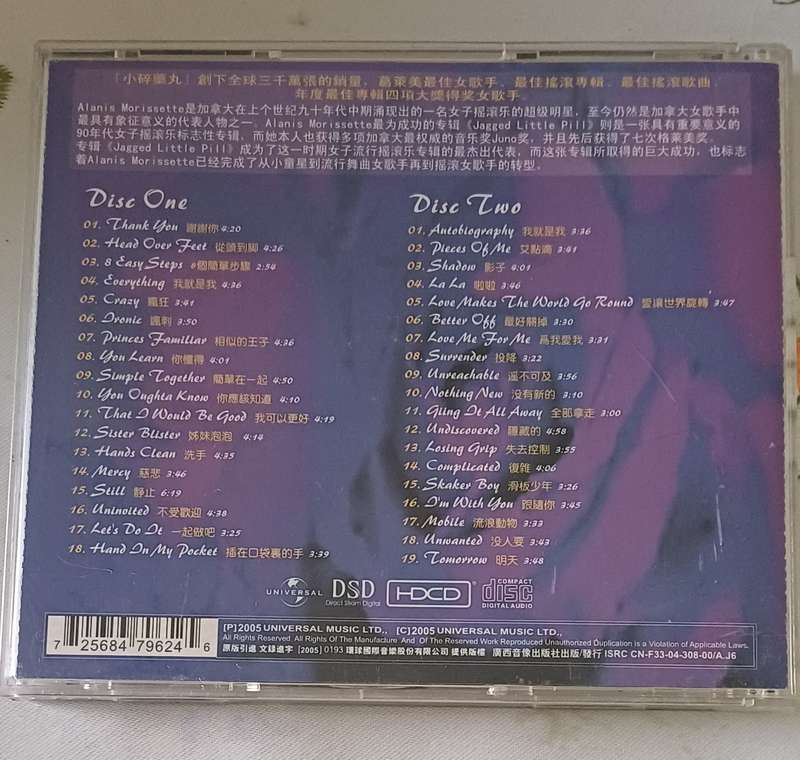 「小碎藥丸」創下全球三千萬張的銷量，葛萊美最佳女歌手、最佳搖滾專輯、最佳搖滾歌曲、
年度最佳專輯四項大獎得奖女歌手。
Alanis Morissette是加拿大在上个世纪九十年代中期涌现出的一名女子摇滚乐的超级明星，至今仍然是加拿大女歌手中
最具有象征意义的代表人物之一。Alanis Morissette最为成功的专辑《Jagged Little Pill》则是一张具有重要意义的
90年代女子摇滚乐标志性专辑，而她本人也获得多项加拿大最权威的音乐奖Juno奖，并且先后获得了七次格莱美奖。
专辑《Jagged Little Pill》成为了这一时期女子流行摇滚乐专辑的最杰出代表，而这张专辑所取得的巨大成功，也标志
着Alanis Morissette已经完成了从小童星到流行舞曲女歌手再到摇滚女歌手的转型。
Disc One
01. Thank You 謝謝你 4:20
02. Head Over Feet 從頭到脚 4:26
03. 8 Easy Steps 8個簡單步驟 2:54
04. Everything 我就是我 4:36
05. Crazy 瘋狂 3:41
06. Ironic 諷刺 3:50
07. Princes Familiar 相似的王子 4:36
08. You Learn 你懂得 4:01
09. Simple Together 簡單在一起 4:50
10. You Oughta Know 你應該知道 4:10
11. That I Would Be Good 我可以更好 4:19
12. Sister Blister 姊妹泡泡 4:14
13. Hands Clean 洗手 4:35
14. Mercy 慈悲 3:46
15. Still 靜止 6:19
16. Uninvited 不受歡迎 4:38
17. Let's Do It 一起做吧 3:25
18. Hand In My Pocket 插在口袋裏的手 3:39
Disc Two
01. Autobiography 我就是我 3:36
02. Pieces Of Me 艾點滴 3:41
03. Shadow 影子 4:01
04. La La 啦啦 3:46
05. Love Makes The World Go Round 愛讓世界旋轉 3:47
06. Better Off 最好關掉 3:30
07. Love Me For Me 爲我愛我 3:31
08. Surrender 投降 3:22
09. Unreachable 遥不可及 3:56
10. Nothing New 没有新的 3:10
11. Giing It All Away 全部拿走 3:00
12. Undiscovered 隱藏的 4:58
13. Losing Grip 失去控制 3:55
14. Complicated 復雜 4:06
15. Skaker Boy 滑板少年 3:26
16. I'm With You 跟隨你 3:45
17. Mobile 流浪動物 3:33
18. Unwanted 没人要 3:43
19. Tomorrow 明天 3:48
UNIVERSAL
DSD
Direct Stream Digital
HDCD
COMPACT
disc
DIGITAL AUDIO
7 25684 79624 6
[P]2005 UNIVERSAL MUSIC LTD., [C]2005 UNIVERSAL MUSIC LTD.,
All Rights Reserved. All Rights Of The Manufacture And Of The Reserved Work Reproduced Unauthorized Duplication is a Violation of Applicable Laws.
原版引進 文錄進字 [2005] 0193 環球國際音樂股份有限公司 提供版權 廣西音像出版社出版/發行 ISRC CN-F33-04-308-00/A.J6